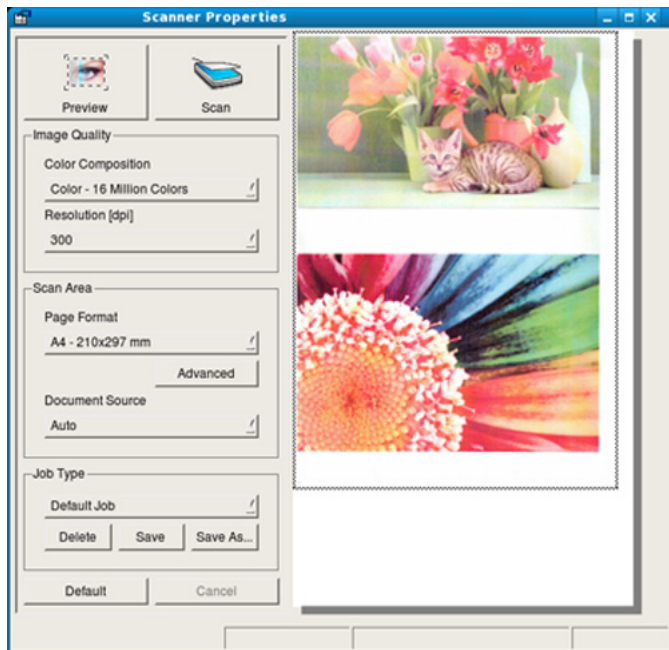 Scanner Properties
Preview
Scan
Image Quality
Color Composition
Color - 16 Million Colors
Resolution [dpi]
300
Scan Area
Page Format
A4 - 210x297 mm
Advanced
Document Source
Auto
Job Type
Default Job
Delete
Save
Save As...
Default
Cancel